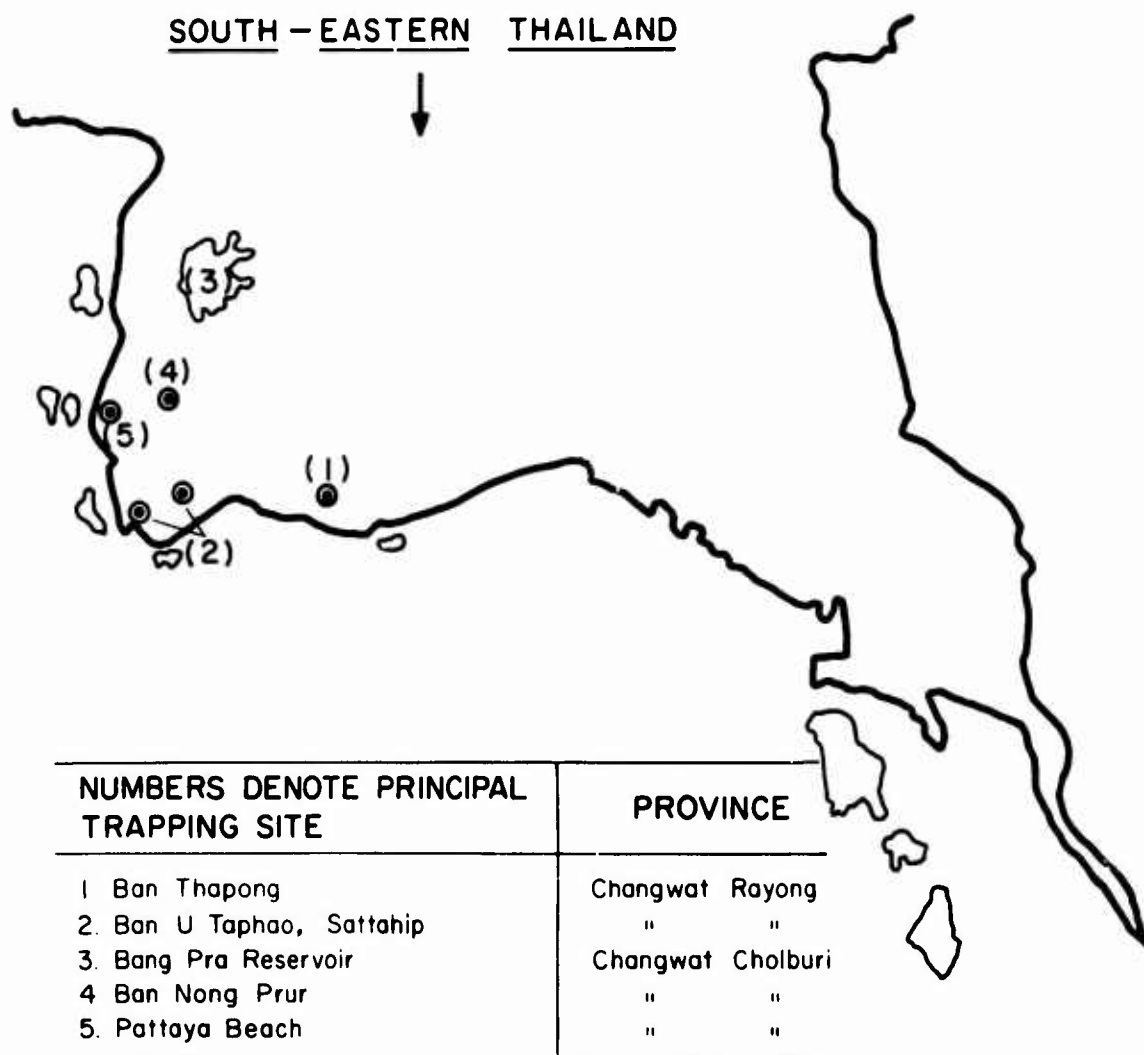 SOUTH - EASTERN THAILAND
(3)
(4)
(5)
(1)
(2)
NUMBERS DENOTE PRINCIPAL
TRAPPING SITE
PROVINCE
1 Ban Thapong Changwat Rayong
2. Ban U Taphao, Sattahip " "
3. Bang Pra Reservoir Changwat Cholburi
4 Ban Nong Prur " "
5. Pattaya Beach " "